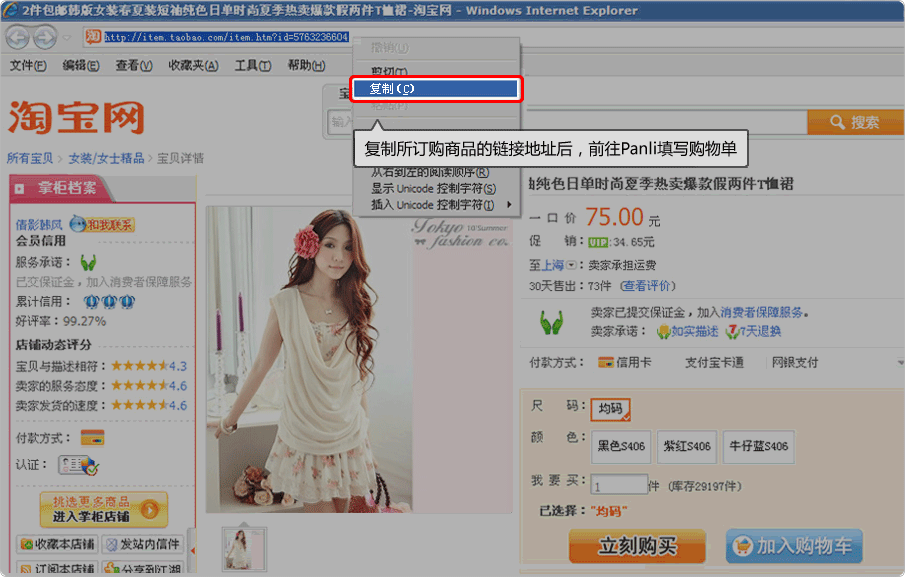 2件包邮韩版女装春夏装短袖纯色日单时尚夏季热卖爆款假两件T恤裙-淘宝网 - Windows Internet Explorer
http://item.taobao.com/item.htm?id=5763236604
文件(F) 编辑(E) 查看(V) 收藏夹(A) 工具(T) 帮助(H)
撤销(U)
剪切(T)
复制(C)
粘贴(P)
复制所订购商品的链接地址后，前往Panli填写购物单
从右到左的阅读顺序(R)
显示 Unicode 控制字符(S)
插入 Unicode 控制字符(I)
淘宝网
宝
输入
搜索
所有宝贝 > 女装/女士精品 > 宝贝详情
掌柜档案
倩影韩风 和我联系
会员信用
服务承诺：
已交保证金，加入消费者保障服务
累计信用：
好评率：99.27%
店铺动态评分
宝贝与描述相符：4.3
卖家的服务态度：4.6
卖家发货的速度：4.6
付款方式：
认证：
挑选更多商品
进入掌柜店铺
收藏本店铺 发站内信件
订阅本店铺 分享到江湖
Tokyo 10'Summer
fashion co.
袖纯色日单时尚夏季热卖爆款假两件T恤裙
一口价 75.00 元
促 销：VIP:34.65元
至上海：卖家承担运费
30天售出：73件 (查看评价)
卖家已提交保证金，加入消费者保障服务。
卖家承诺：如实描述 7天退换
付款方式： 信用卡 支付宝卡通 网银支付
尺 码： 均码
颜 色： 黑色S406 紫红S406 牛仔蓝S406
我要买： 1 件 (库存29197件)
已选择："均码"
立刻购买 加入购物车